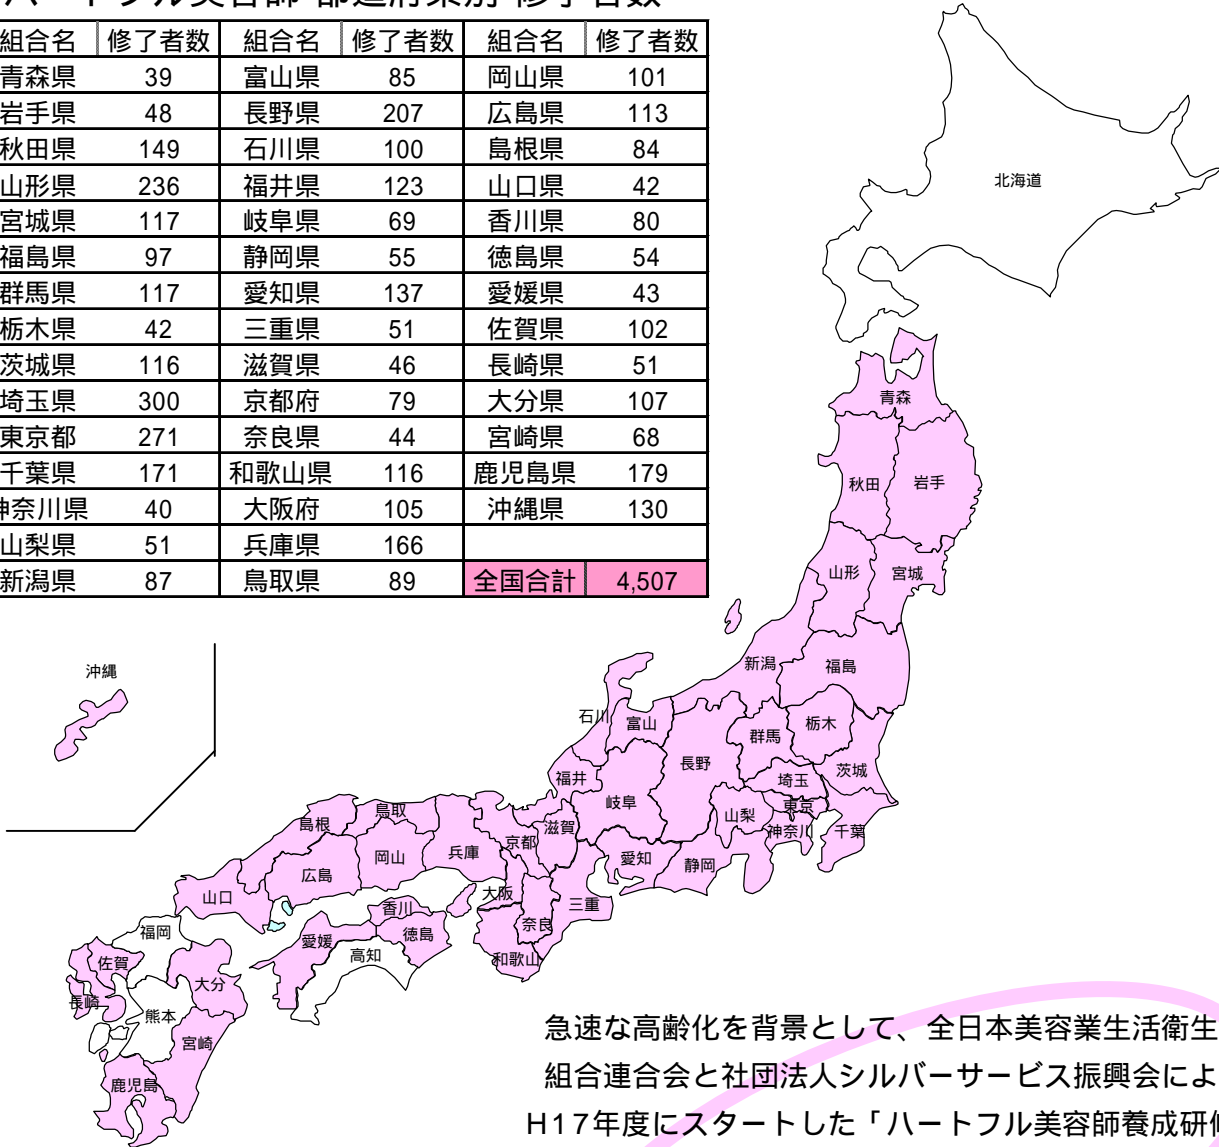 ハートフル美容師 都道府県別 修了者数
組合名 修了者数 組合名 修了者数 組合名 修了者数
青森県 39 富山県 85 岡山県 101
岩手県 48 長野県 207 広島県 113
秋田県 149 石川県 100 島根県 84
山形県 236 福井県 123 山口県 42
宮城県 117 岐阜県 69 香川県 80
福島県 97 静岡県 55 徳島県 54
群馬県 117 愛知県 137 愛媛県 43
栃木県 42 三重県 51 佐賀県 102
茨城県 116 滋賀県 46 長崎県 51
埼玉県 300 京都府 79 大分県 107
東京都 271 奈良県 44 宮崎県 68
千葉県 171 和歌山県 116 鹿児島県 179
神奈川県 40 大阪府 105 沖縄県 130
山梨県 51 兵庫県 166
新潟県 87 鳥取県 89 全国合計 4,507
北海道
青森
秋田 岩手
山形 宮城
新潟 福島
沖縄
石川 富山 群馬 栃木
福井 長野 埼玉 茨城
岐阜 山梨 東京
神奈川 千葉
島根 鳥取 京都 滋賀
広島 岡山 兵庫 愛知 静岡
山口 香川 大阪 三重
福岡 愛媛 徳島 奈良
佐賀 高知 和歌山
長崎 大分
熊本 宮崎
鹿児島
急速な高齢化を背景として、全日本美容業生活衛生
組合連合会と社団法人シルバーサービス振興会によ
H17年度にスタートした「ハートフル美容師養成研修